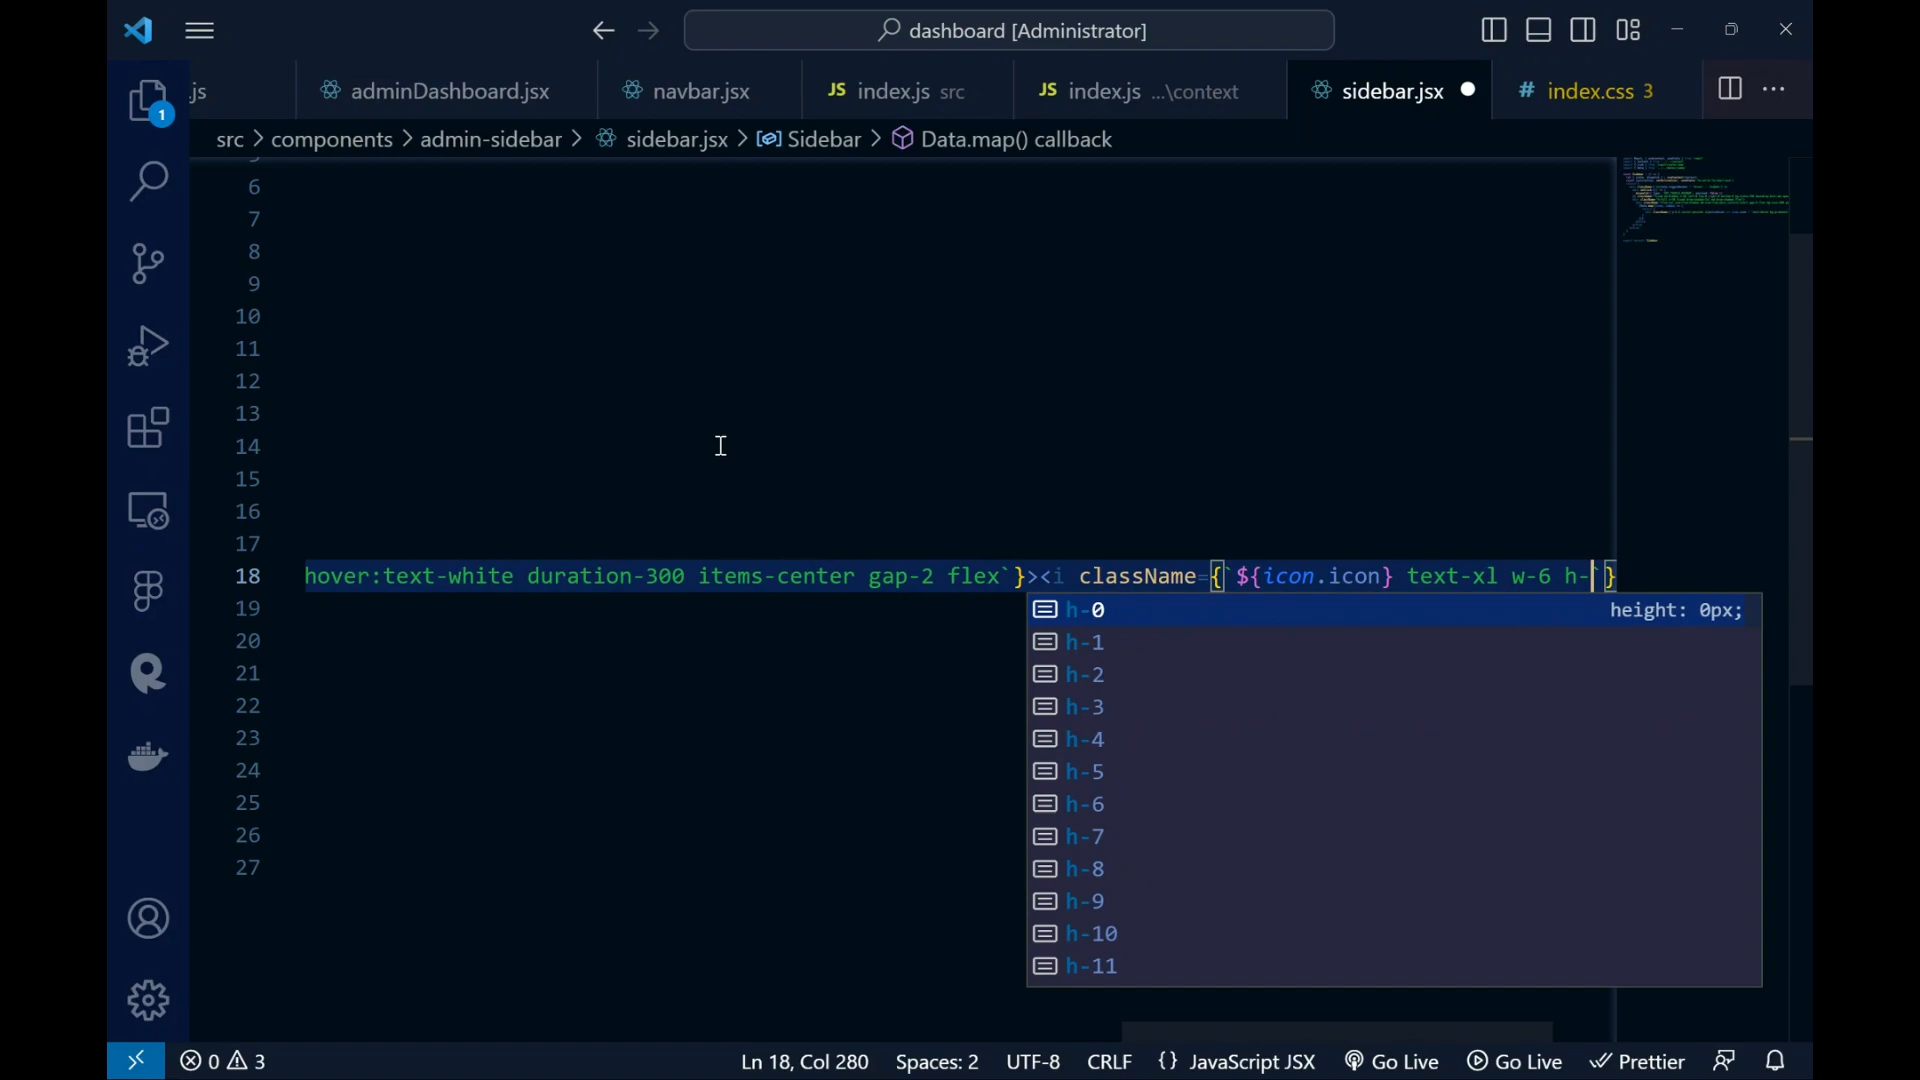 dashboard [Administrator]
.js
adminDashboard.jsx
navbar.jsx
JS index.js src
JS index.js ...\context
sidebar.jsx
# index.css 3
1
src > components > admin-sidebar > sidebar.jsx > Sidebar > Data.map() callback
6
7
8
9
10
11
12
13
14
15
16
17
18 hover:text-white duration-300 items-center gap-2 flex`}><i className={`${icon.icon} text-xl w-6 h-`}
19
20
21
22
23
24
25
26
27
h-0 height: 0px;
h-1
h-2
h-3
h-4
h-5
h-6
h-7
h-8
h-9
h-10
h-11
0 3 Ln 18, Col 280 Spaces: 2 UTF-8 CRLF {} JavaScript JSX Go Live Go Live Prettier